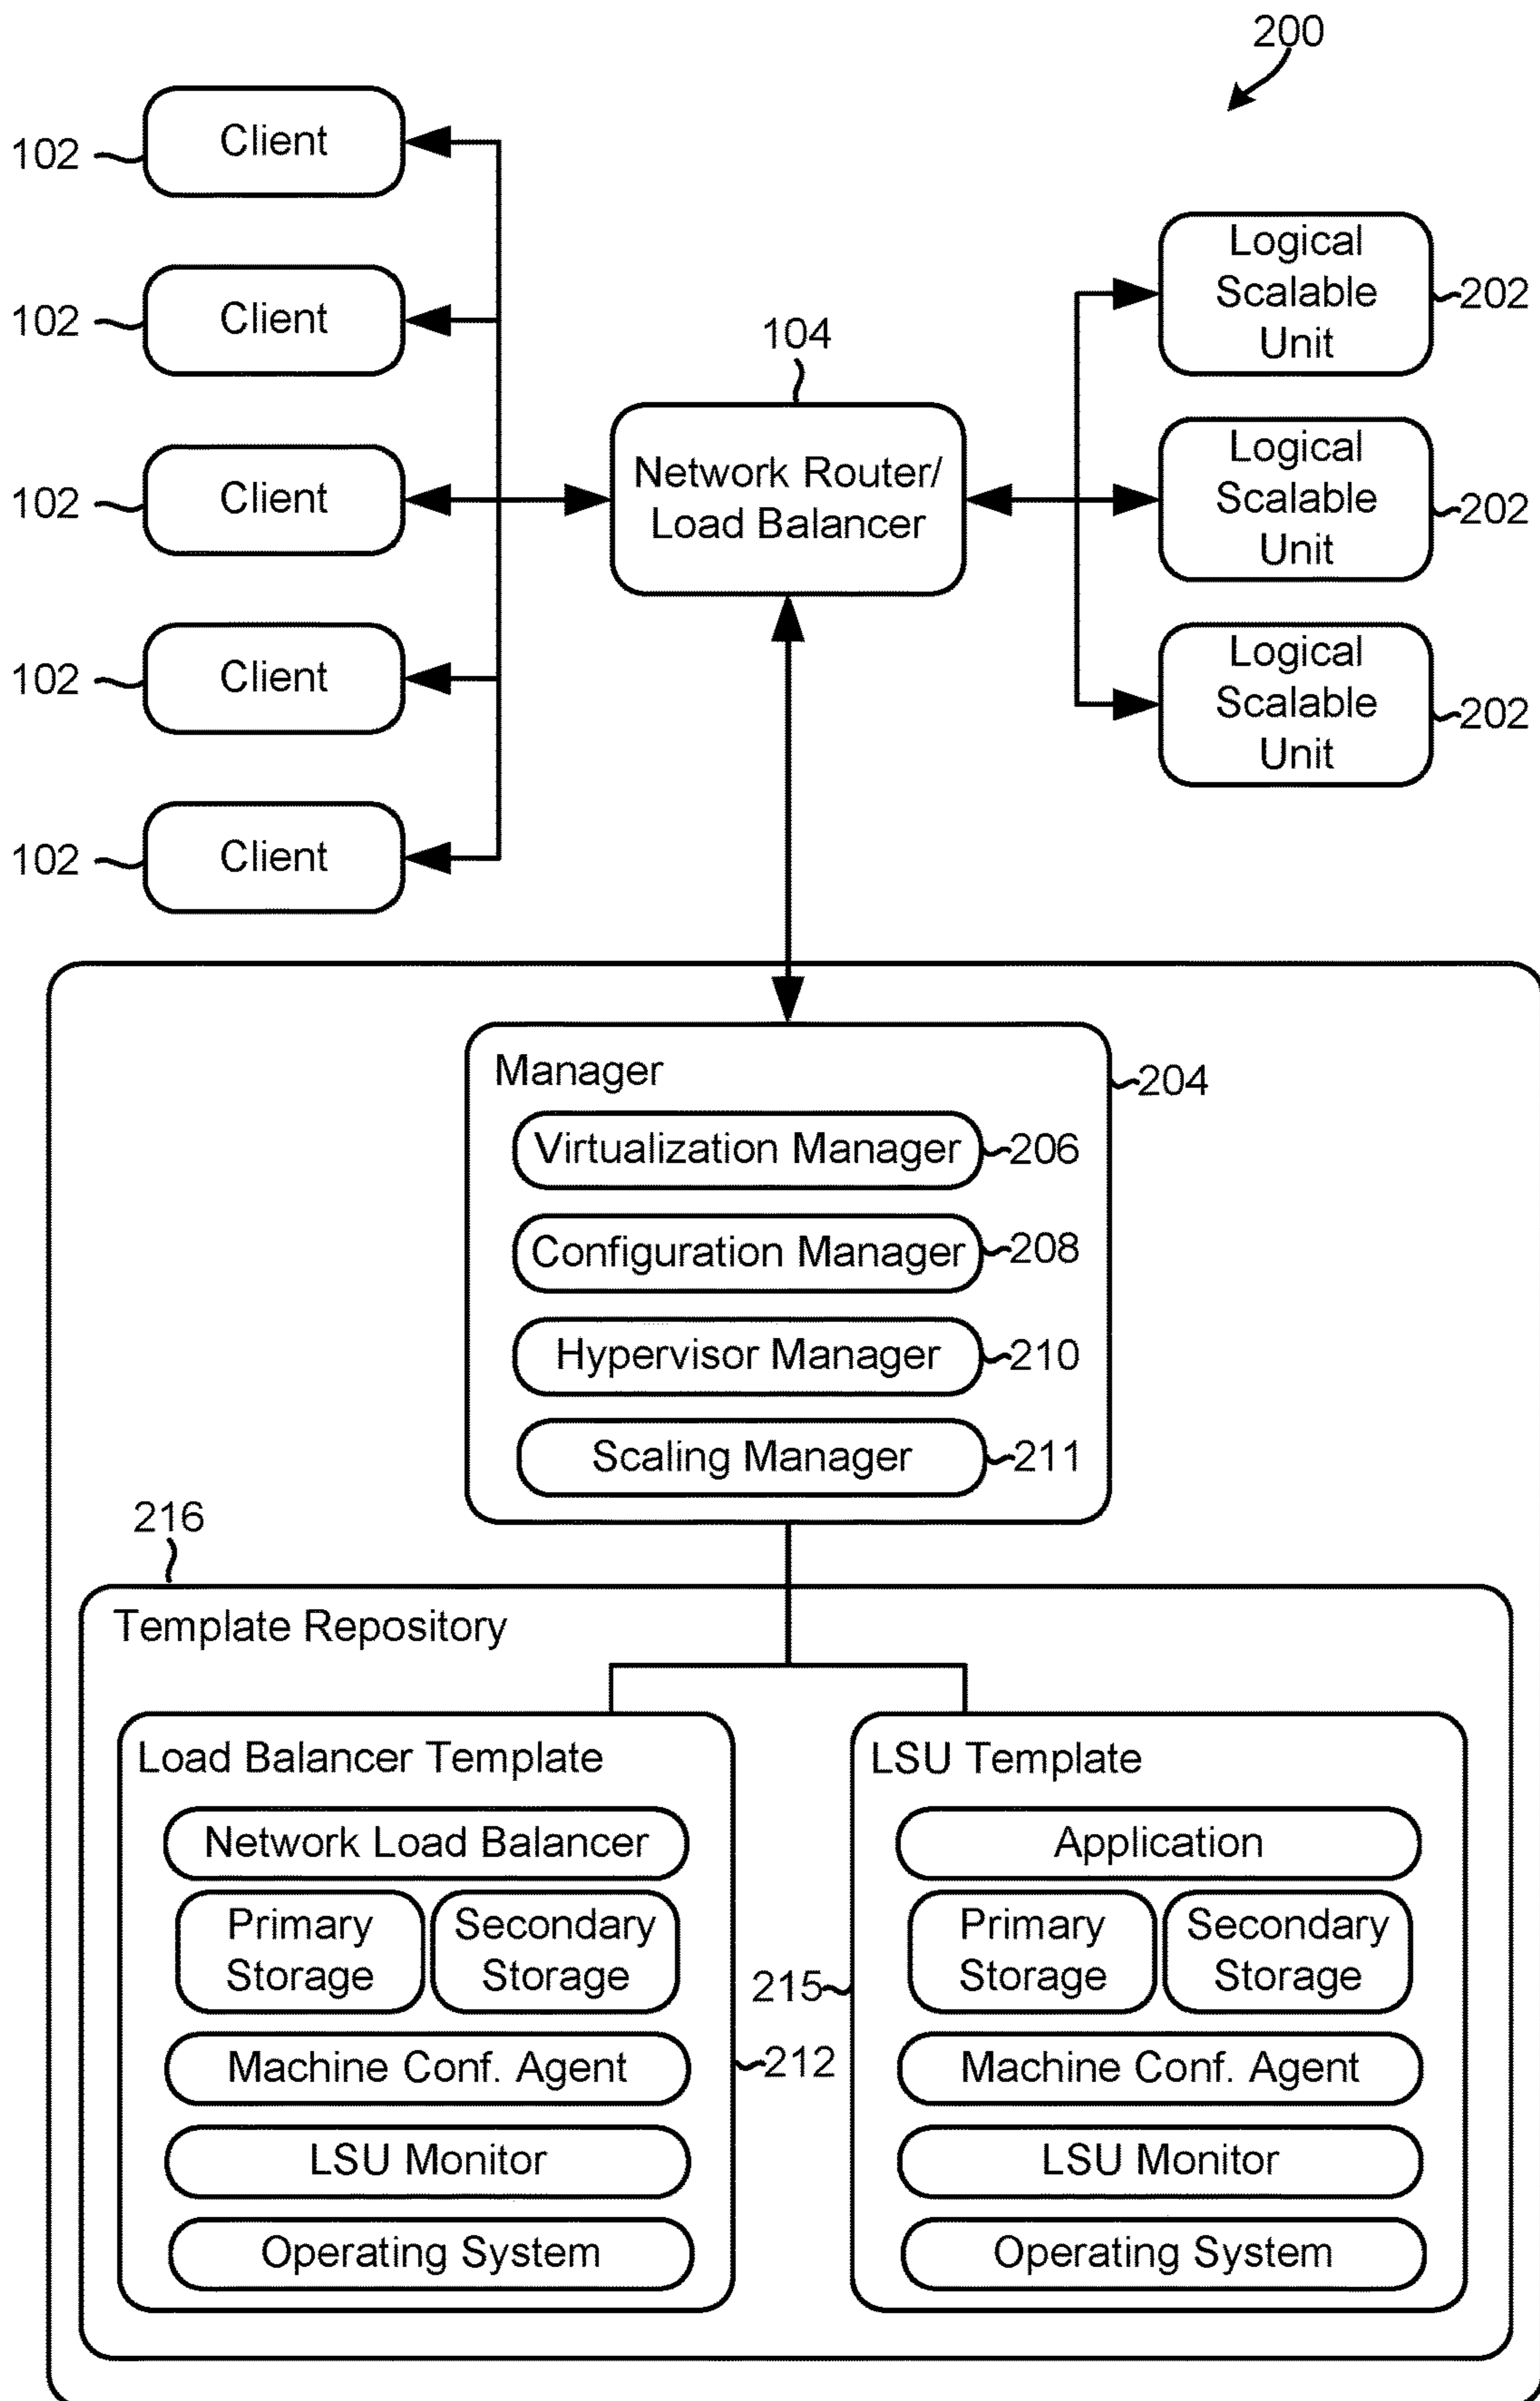 200
102
Client
102
Client
102
Client
102
Client
102
Client
104
Network Router/
Load Balancer
Logical
Scalable
Unit
202
Logical
Scalable
Unit
202
Logical
Scalable
Unit
202
Manager
204
Virtualization Manager
206
Configuration Manager
208
Hypervisor Manager
210
Scaling Manager
211
216
Template Repository
Load Balancer Template
Network Load Balancer
Primary
Storage
Secondary
Storage
Machine Conf. Agent
212
LSU Monitor
Operating System
LSU Template
Application
Primary
Storage
Secondary
Storage
215
Machine Conf. Agent
LSU Monitor
Operating System